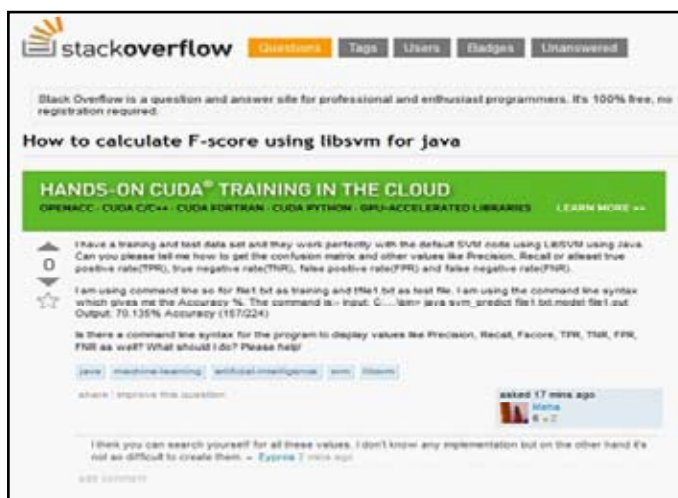 stackoverflow
Questions Tags Users Badges Unanswered
Stack Overflow is a question and answer site for professional and enthusiast programmers. It's 100% free, no
registration required.
How to calculate F-score using libsvm for java
HANDS-ON CUDA® TRAINING IN THE CLOUD
OPENACC · CUDA C/C++ · CUDA FORTRAN · CUDA PYTHON · GPU-ACCELERATED LIBRARIES LEARN MORE
I have a training and test data set and they work perfectly with the default SVM code using LibSVM using Java.
0
Can you please tell me how to get the confusion matrix and other values like Precision, Recall or atleast true
positive rate(TPR), true negative rate(TNR), false positive rate(FPR) and false negative rate(FNR).
I am using command line so for file1.txt as training and as test file. I am using the command line syntax
which gives me the Accuracy %. The command is:- input: java svm_predict file1.txt.model file1.out
Output: 70.135% Accuracy (157/224)
Is there a command line syntax for the program to display values like Precision, Recall, TPR, TNR, FPR,
FNR as well? What should I do? Please help!
java machine-learning artificial-intelligence svm libsvm
share improve this question
asked 17 mins ago
6 2
I think you can search yourself for all these values. I don't know any implementation but on the other hand it's
not so difficult to create them. – 2 mins ago
add comment